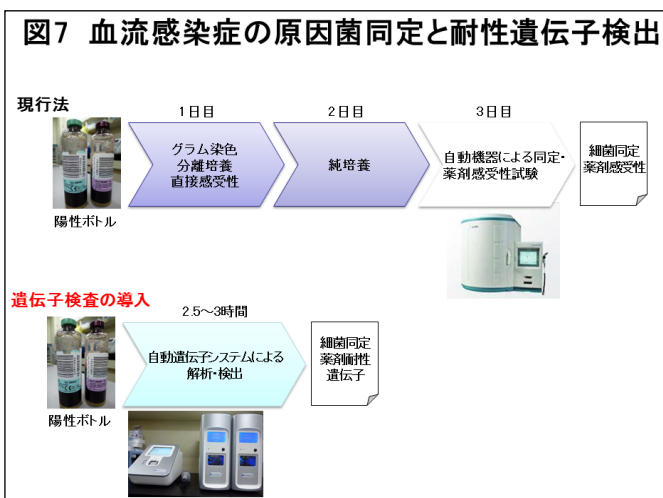 図7 血流感染症の原因菌同定と耐性遺伝子検出
現行法
1日目
2日目
3日目
グラム染色
分離培養
直接感受性
純培養
自動機器による同定・
薬剤感受性試験
細菌同定
薬剤感受性
陽性ボトル
遺伝子検査の導入
2.5～3時間
自動遺伝子システムによる
解析・検出
細菌同定
薬剤耐性
遺伝子
陽性ボトル